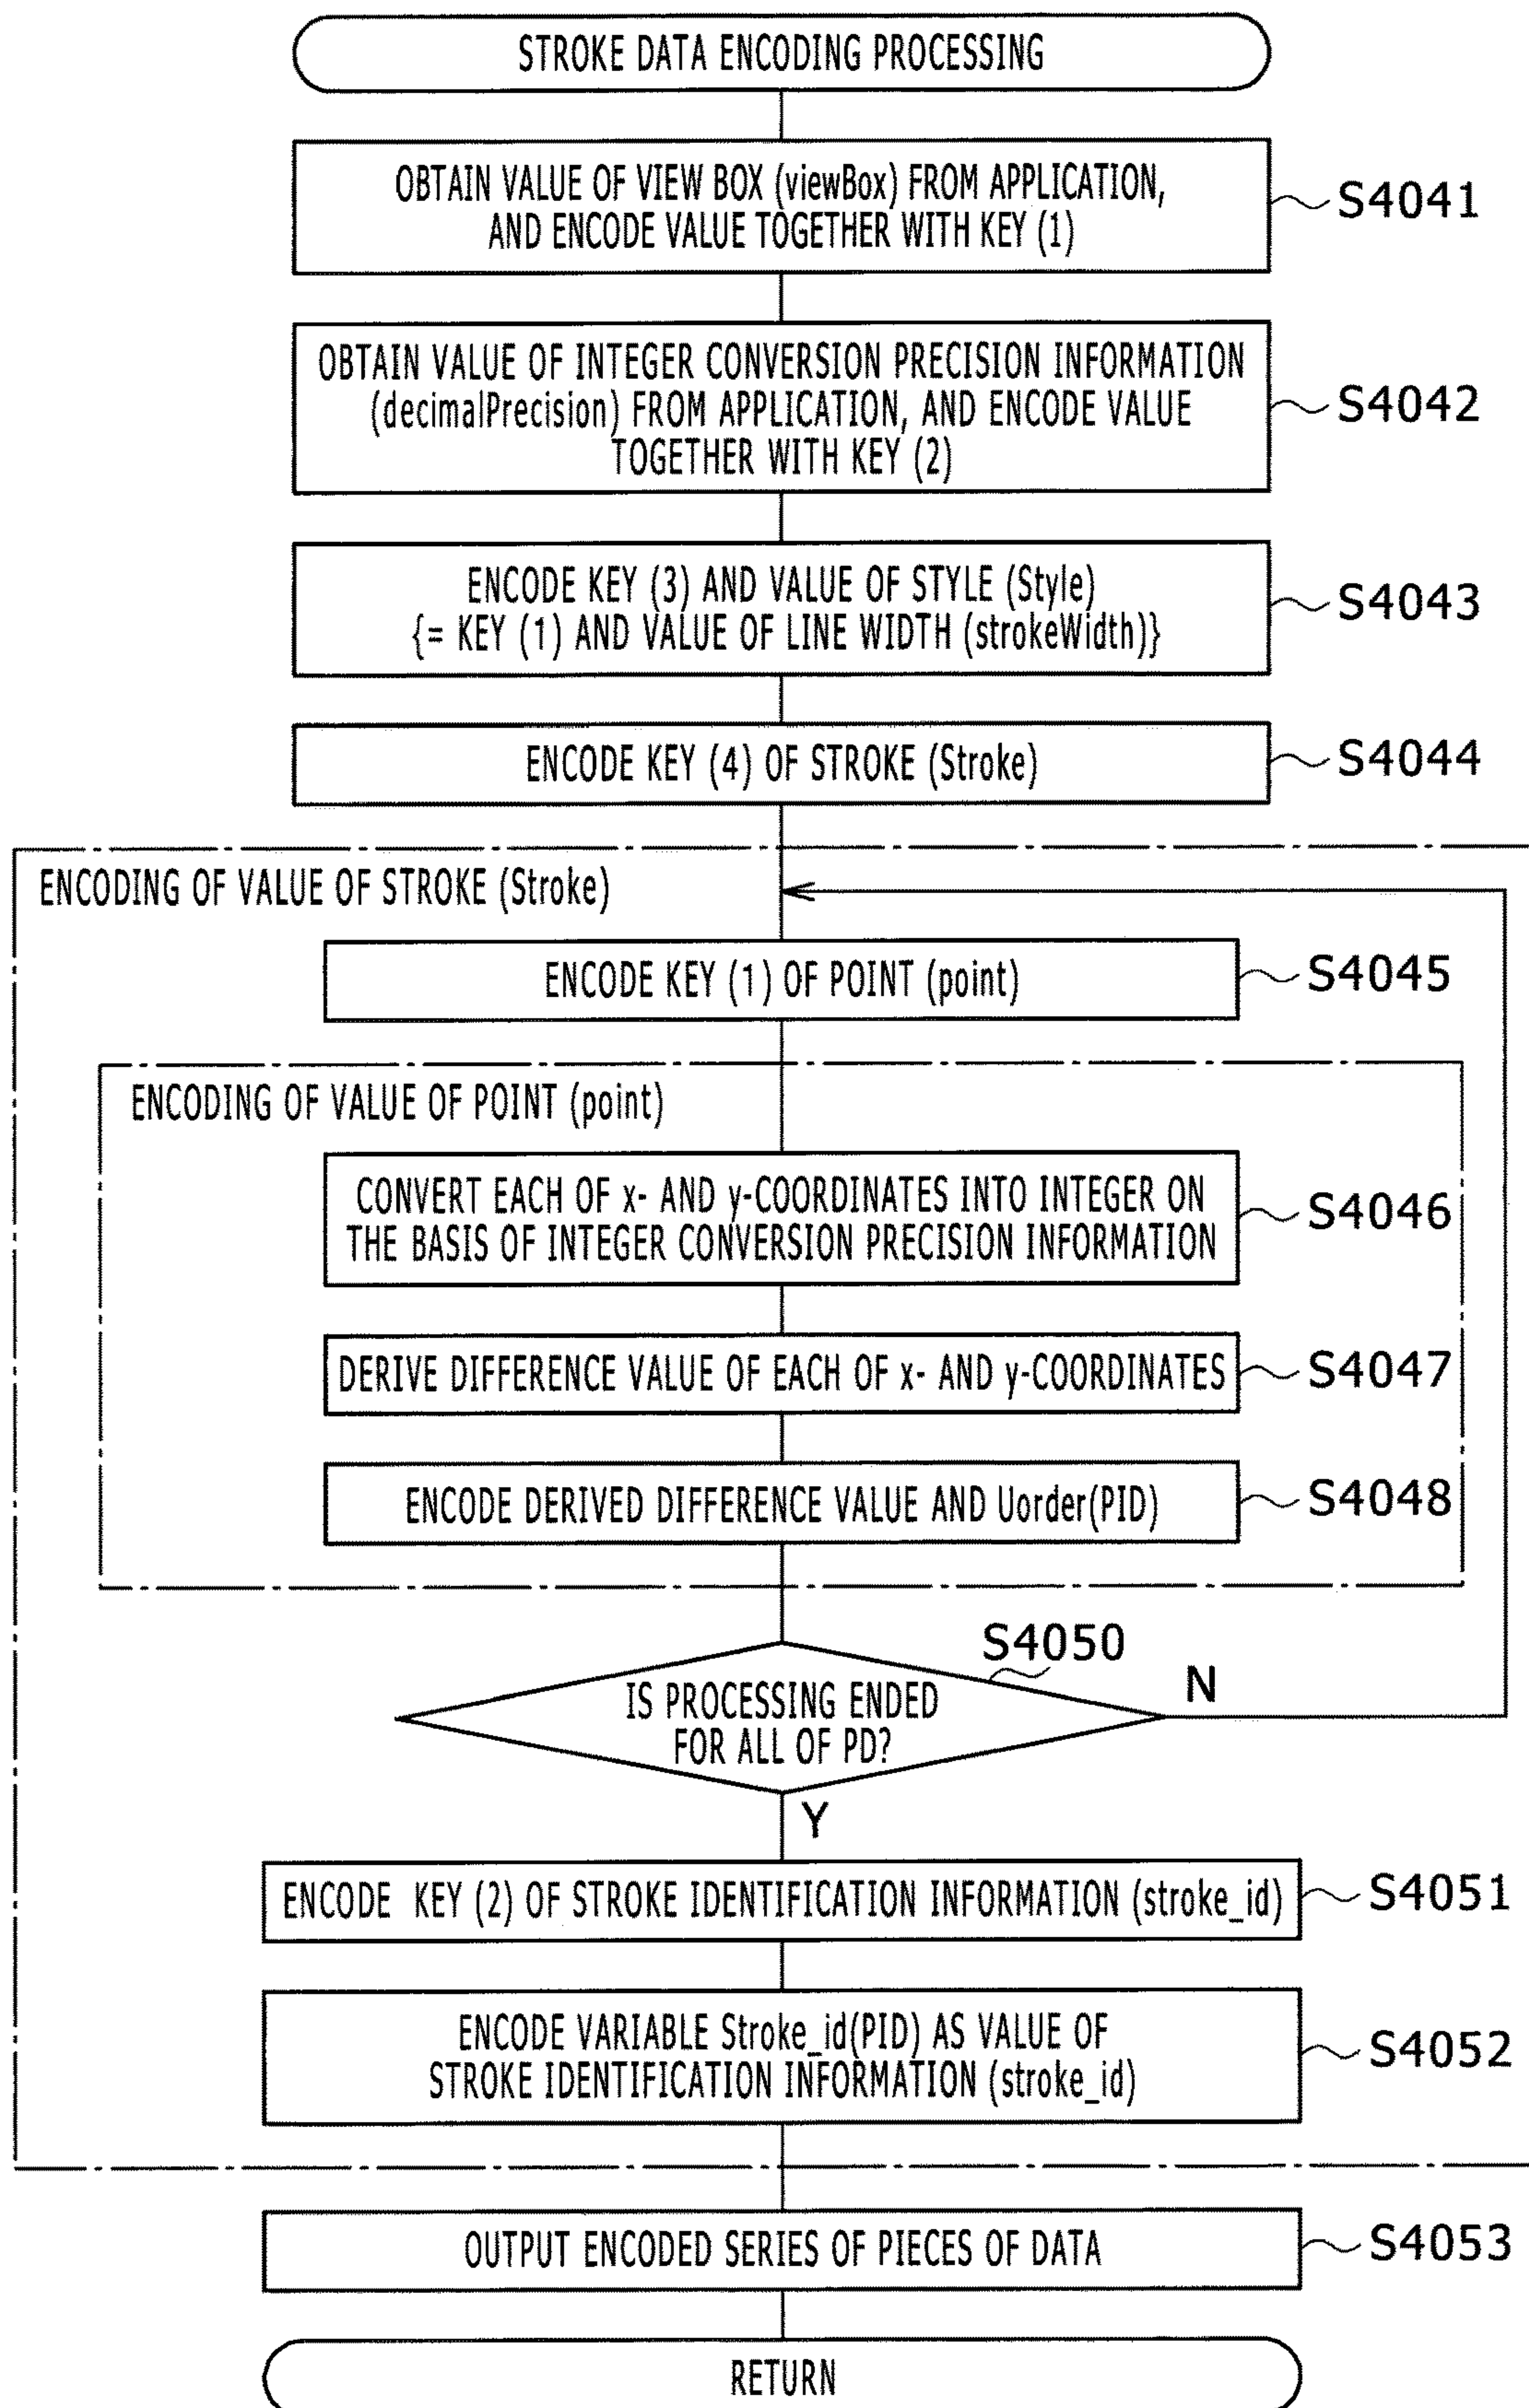 STROKE DATA ENCODING PROCESSING
OBTAIN VALUE OF VIEW BOX (viewBox) FROM APPLICATION,
AND ENCODE VALUE TOGETHER WITH KEY (1)
S4041
OBTAIN VALUE OF INTEGER CONVERSION PRECISION INFORMATION
(decimalPrecision) FROM APPLICATION, AND ENCODE VALUE
TOGETHER WITH KEY (2)
S4042
ENCODE KEY (3) AND VALUE OF STYLE (Style)
{= KEY (1) AND VALUE OF LINE WIDTH (strokeWidth)}
S4043
ENCODE KEY (4) OF STROKE (Stroke)
S4044
ENCODING OF VALUE OF STROKE (Stroke)
ENCODE KEY (1) OF POINT (point)
S4045
ENCODING OF VALUE OF POINT (point)
CONVERT EACH OF x- AND y-COORDINATES INTO INTEGER ON
THE BASIS OF INTEGER CONVERSION PRECISION INFORMATION
S4046
DERIVE DIFFERENCE VALUE OF EACH OF x- AND y-COORDINATES
S4047
ENCODE DERIVED DIFFERENCE VALUE AND Uorder(PID)
S4048
S4050
IS PROCESSING ENDED
FOR ALL OF PD?
N
Y
ENCODE KEY (2) OF STROKE IDENTIFICATION INFORMATION (stroke_id)
S4051
ENCODE VARIABLE Stroke_id(PID) AS VALUE OF
STROKE IDENTIFICATION INFORMATION (stroke_id)
S4052
OUTPUT ENCODED SERIES OF PIECES OF DATA
S4053
RETURN